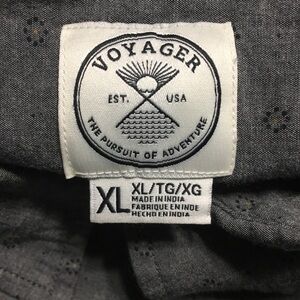 VOYAGER
EST. USA
THE PURSUIT OF ADVENTURE
XL XL/TG/XG
MADE IN INDIA
FABRIQUE EN INDE
HECHO EN INDIA